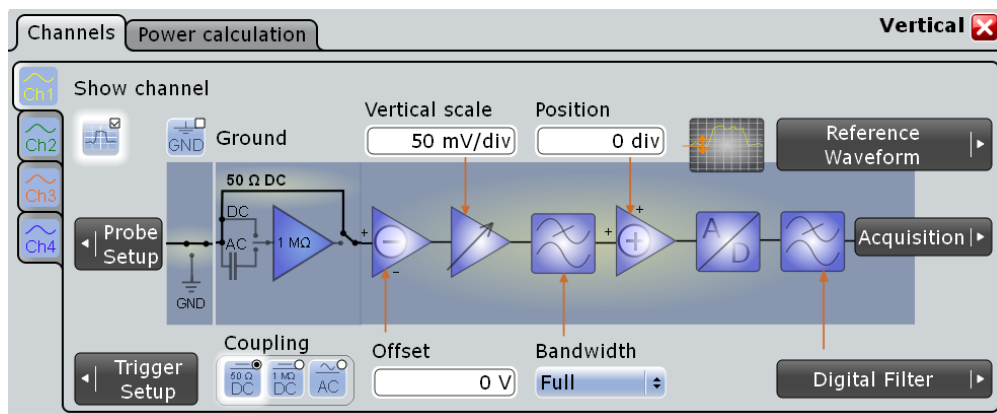 Channels
Power calculation
Vertical
Ch1
Ch2
Ch3
Ch4
Show channel
GND
Ground
Vertical scale
50 mV/div
Position
0 div
Reference
Waveform
50 Ω DC
DC
AC
1 MΩ
GND
+
-
+
+
A
D
Probe
Setup
Acquisition
Trigger
Setup
Coupling
50 Ω
DC
1 MΩ
DC
AC
Offset
0 V
Bandwidth
Full
Digital Filter